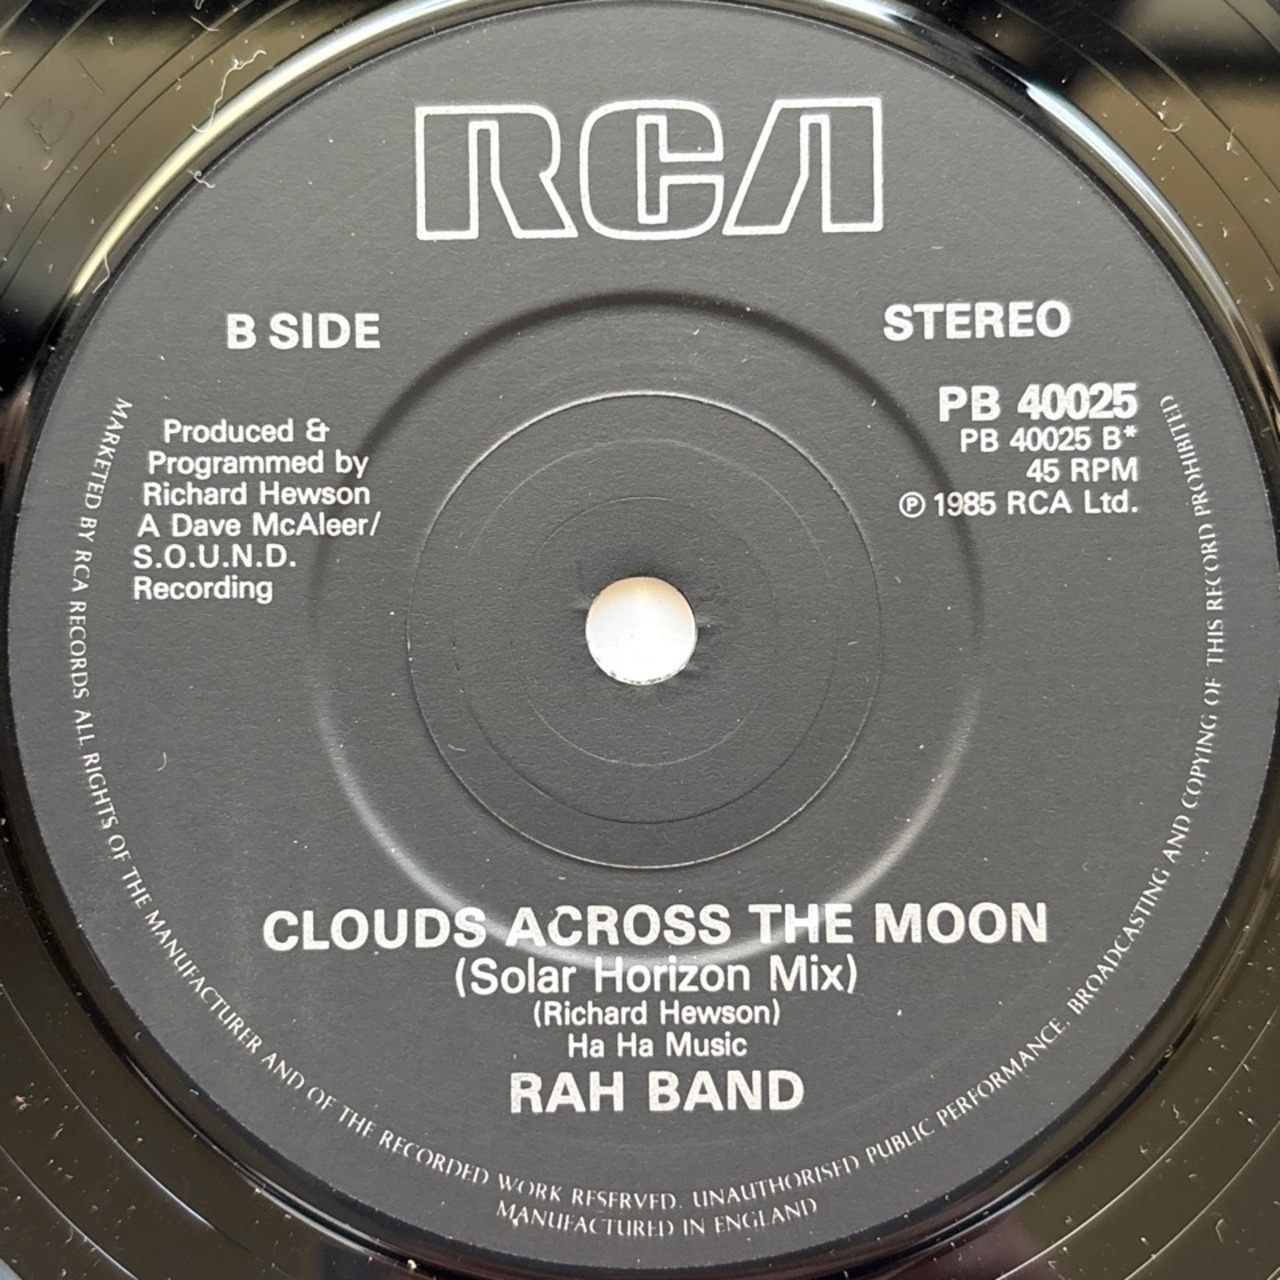 RCA
B SIDE
STEREO
Produced &
Programmed by
Richard Hewson
A Dave McAleer/
S.O.U.N.D.
Recording
PB 40025
PB 40025 B*
45 RPM
℗ 1985 RCA Ltd.
CLOUDS ACROSS THE MOON
(Solar Horizon Mix)
(Richard Hewson)
Ha Ha Music
RAH BAND
MARKETED BY RCA RECORDS ALL RIGHTS OF THE MANUFACTURER AND OF THE RECORDED WORK RESERVED. UNAUTHORISED PUBLIC PERFORMANCE. BROADCASTING AND COPYING OF THIS RECORD PROHIBITED
MANUFACTURED IN ENGLAND